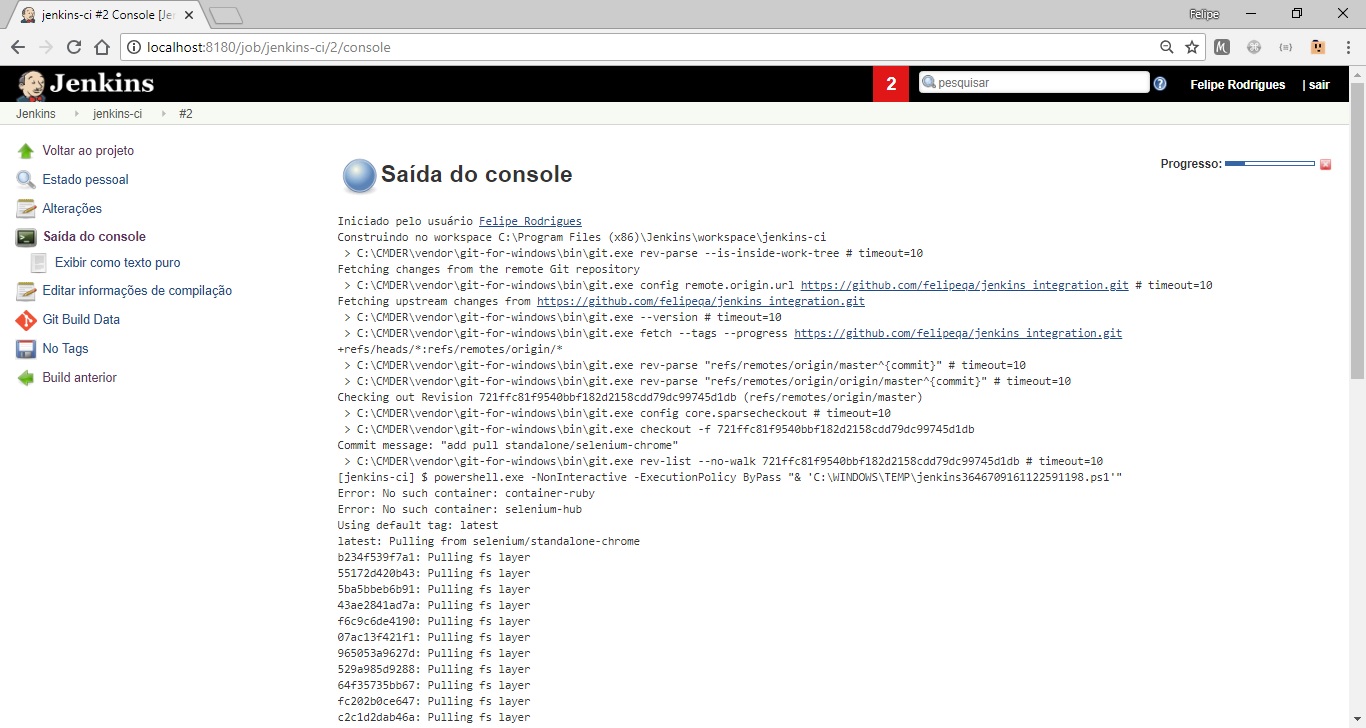 jenkins-ci #2 Console [Je
Felipe
localhost:8180/job/jenkins-ci/2/console
Jenkins
2
pesquisar
Felipe Rodrigues
| sair
Jenkins
jenkins-ci
#2
Voltar ao projeto
Estado pessoal
Alterações
Saída do console
Exibir como texto puro
Editar informações de compilação
Git Build Data
No Tags
Build anterior
Saída do console
Progresso:
Iniciado pelo usuário Felipe Rodrigues
Construindo no workspace C:\Program Files (x86)\Jenkins\workspace\jenkins-ci
> C:\CMDER\vendor\git-for-windows\bin\git.exe rev-parse --is-inside-work-tree # timeout=10
Fetching changes from the remote Git repository
> C:\CMDER\vendor\git-for-windows\bin\git.exe config remote.origin.url https://github.com/felipeqa/jenkins_integration.git # timeout=10
Fetching upstream changes from https://github.com/felipeqa/jenkins_integration.git
> C:\CMDER\vendor\git-for-windows\bin\git.exe --version # timeout=10
> C:\CMDER\vendor\git-for-windows\bin\git.exe fetch --tags --progress https://github.com/felipeqa/jenkins_integration.git
+refs/heads/*:refs/remotes/origin/*
> C:\CMDER\vendor\git-for-windows\bin\git.exe rev-parse "refs/remotes/origin/master^{commit}" # timeout=10
> C:\CMDER\vendor\git-for-windows\bin\git.exe rev-parse "refs/remotes/origin/origin/master^{commit}" # timeout=10
Checking out Revision 721ffc81f9540bbf182d2158cdd79dc99745d1db (refs/remotes/origin/master)
> C:\CMDER\vendor\git-for-windows\bin\git.exe config core.sparsecheckout # timeout=10
> C:\CMDER\vendor\git-for-windows\bin\git.exe checkout -f 721ffc81f9540bbf182d2158cdd79dc99745d1db
Commit message: "add pull standalone/selenium-chrome"
> C:\CMDER\vendor\git-for-windows\bin\git.exe rev-list --no-walk 721ffc81f9540bbf182d2158cdd79dc99745d1db # timeout=10
[jenkins-ci] $ powershell.exe -NonInteractive -ExecutionPolicy ByPass "& 'C:\WINDOWS\TEMP\jenkins3646709161122591198.ps1'"
Error: No such container: container-ruby
Error: No such container: selenium-hub
Using default tag: latest
latest: Pulling from selenium/standalone-chrome
b234f539f7a1: Pulling fs layer
55172d420b43: Pulling fs layer
5ba5bbeb6b91: Pulling fs layer
43ae2841ad7a: Pulling fs layer
f6c9c6de4190: Pulling fs layer
07ac13f421f1: Pulling fs layer
965053a9627d: Pulling fs layer
529a985d9288: Pulling fs layer
64f35735bb67: Pulling fs layer
fc202b0ce647: Pulling fs layer
c2c1d2dab46a: Pulling fs layer